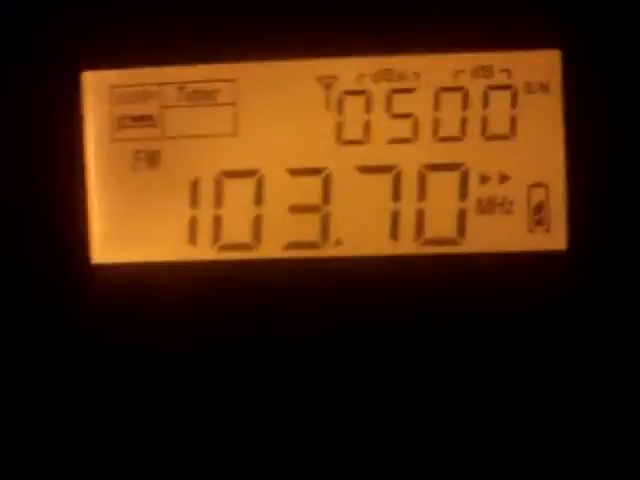 Timer
dBµ dB
0500 S/N
FM
103.70 MHz